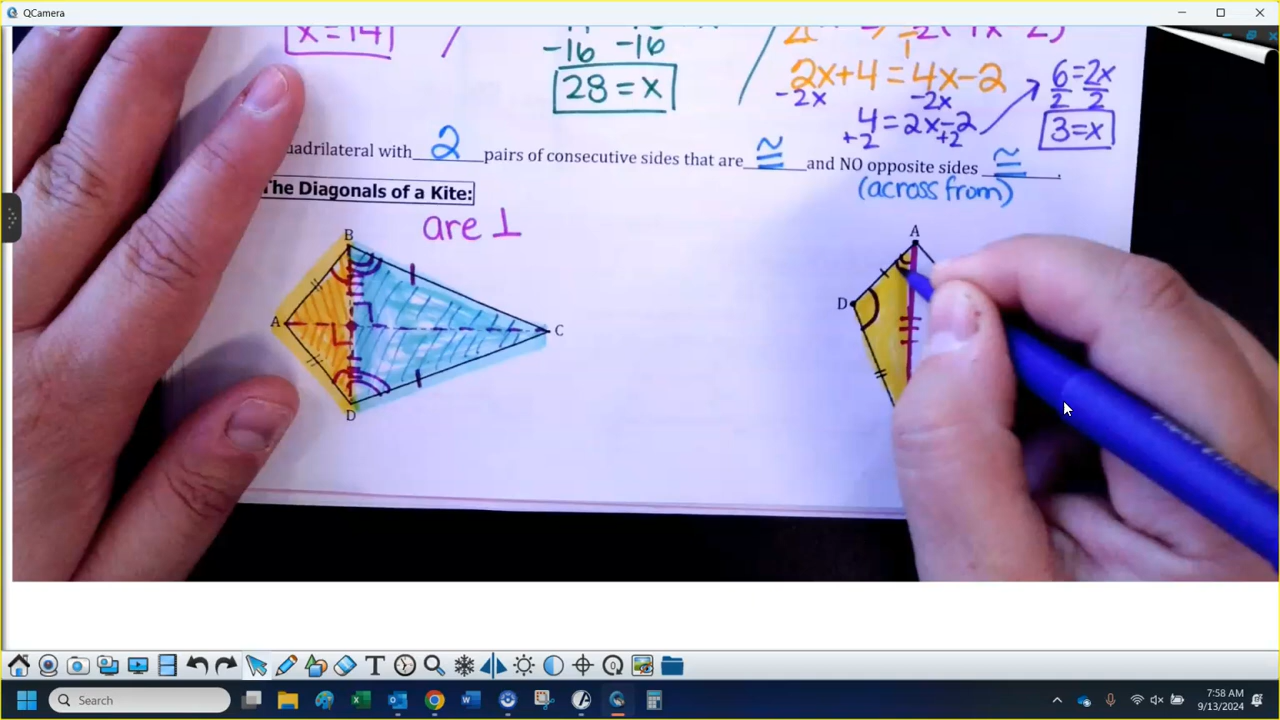 QCamera
x=14
-16 -16
28 = x
2x+4 = 4x-2
-2x -2x
4 = 2x-2
+2 +2
6=2x
2 2
3=x
uadrilateral with 2 pairs of consecutive sides that are ≅ and NO opposite sides ≅.
(across from)
The Diagonals of a Kite:
are ⊥
B
A
C
D
A
D
Search
7:58 AM
9/13/2024